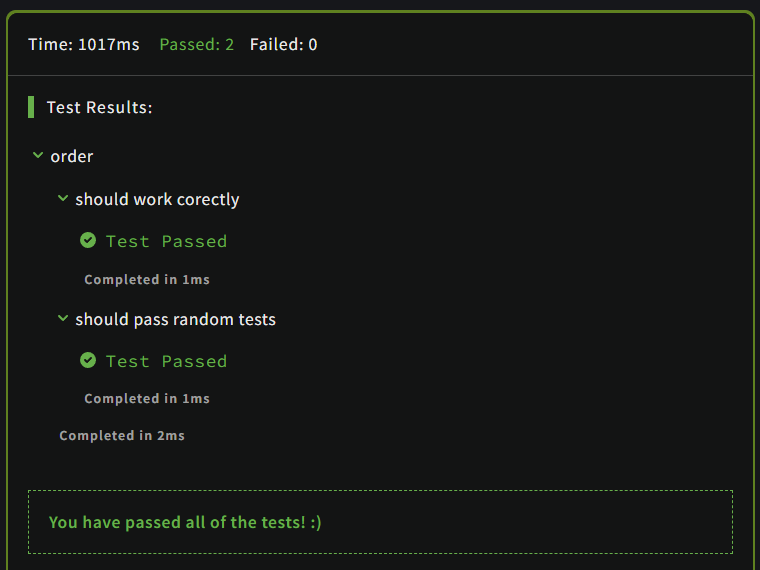 Time: 1017ms Passed: 2 Failed: 0
Test Results:
order
should work corectly
Test Passed
Completed in 1ms
should pass random tests
Test Passed
Completed in 1ms
Completed in 2ms
You have passed all of the tests! :)